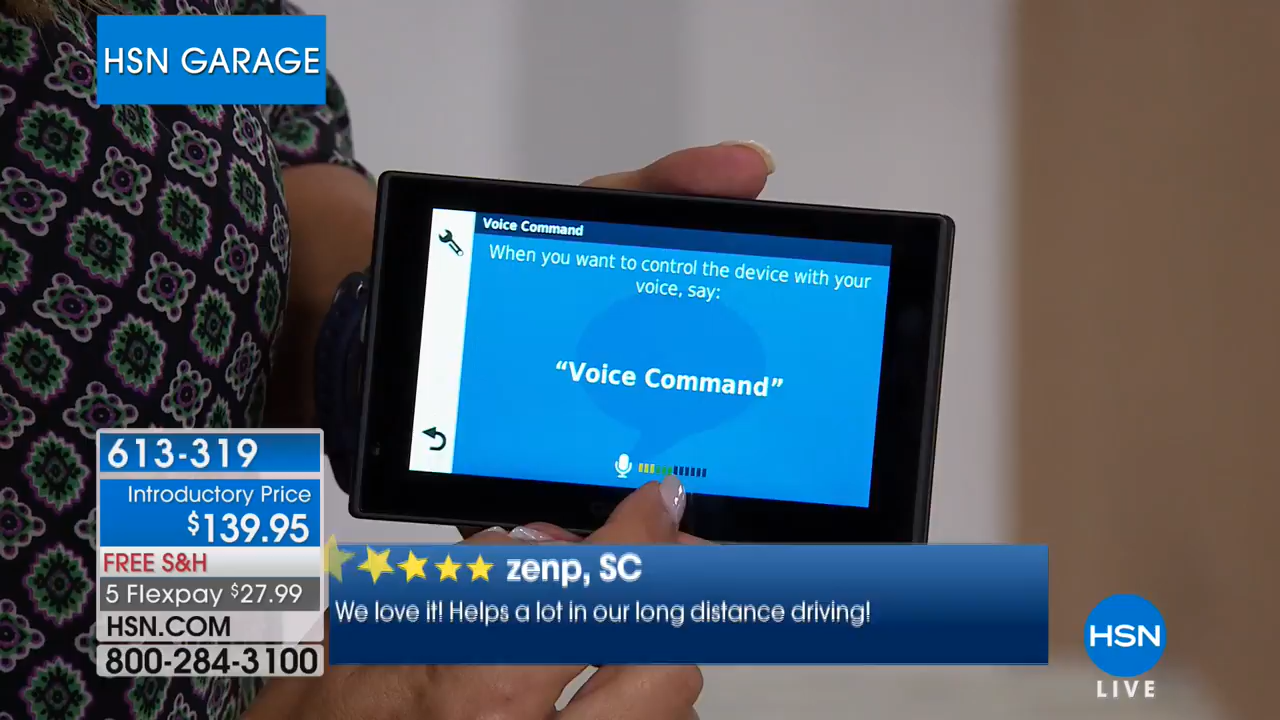 HSN GARAGE
Voice Command
When you want to control the device with your
voice, say:
“Voice Command”
613-319
Introductory Price
$139.95
FREE S&H
5 Flexpay $27.99
HSN.COM
800-284-3100
zenp, SC
We love it! Helps a lot in our long distance driving!
HSN
LIVE